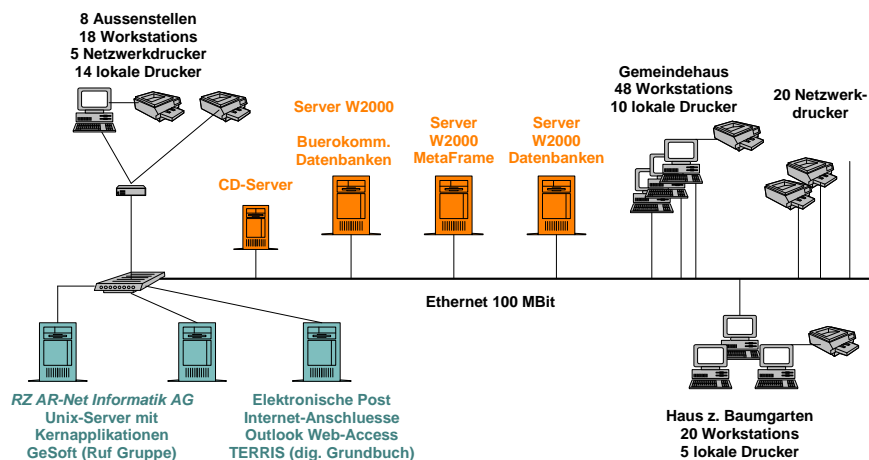 8 Aussenstellen
18 Workstations
5 Netzwerkdrucker
14 lokale Drucker
CD-Server
Server W2000
Buerokomm.
Datenbanken
Server
W2000
MetaFrame
Server
W2000
Datenbanken
Gemeindehaus
48 Workstations
10 lokale Drucker
20 Netzwerk-
drucker
Ethernet 100 MBit
RZ AR-Net Informatik AG
Unix-Server mit
Kernapplikationen
GeSoft (Ruf Gruppe)
Elektronische Post
Internet-Anschluesse
Outlook Web-Access
TERRIS (dig. Grundbuch)
Haus z. Baumgarten
20 Workstations
5 lokale Drucker